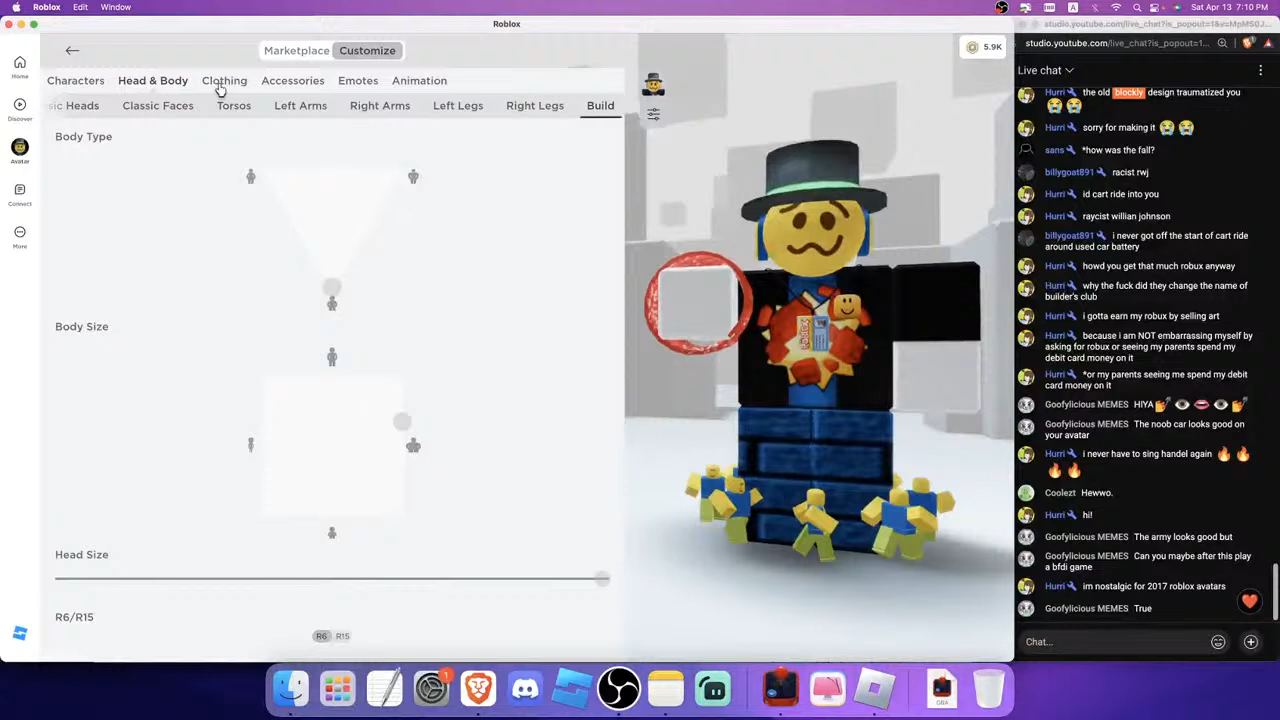 Roblox Edit Window
A
Sat Apr 13 7:10 PM
Roblox
studio.youtube.com/live_chat?is_popout=1&v=MpMS0J...
studio.youtube.com/live_chat?is_popout=1...
Home
Discover
Avatar
Connect
More
Marketplace Customize
5.9K
Characters Head & Body Clothing Accessories Emotes Animation
sic Heads Classic Faces Torsos Left Arms Right Arms Left Legs Right Legs Build
Body Type
Body Size
Head Size
R6/R15
R6 R15
Live chat
Hurri the old blockly design traumatized you
Hurri sorry for making it
sans *how was the fall?
billygoat891 racist rwj
Hurri id cart ride into you
Hurri raycist willian johnson
billygoat891 i never got off the start of cart ride
around used car battery
Hurri howd you get that much robux anyway
Hurri why the fuck did they change the name of
builder's club
Hurri i gotta earn my robux by selling art
Hurri because i am NOT embarrassing myself by
asking for robux or seeing my parents spend my
debit card money on it
Hurri *or my parents seeing me spend my debit
card money on it
Goofylicious MEMES HIYA
Goofylicious MEMES The noob car looks good on
your avatar
Hurri i never have to sing handel again
Coolezt Hewwo.
Hurri hi!
Goofylicious MEMES The army looks good but
Goofylicious MEMES Can you maybe after this play
a bfdi game
Hurri im nostalgic for 2017 roblox avatars
Goofylicious MEMES True
Chat...
1
GBA